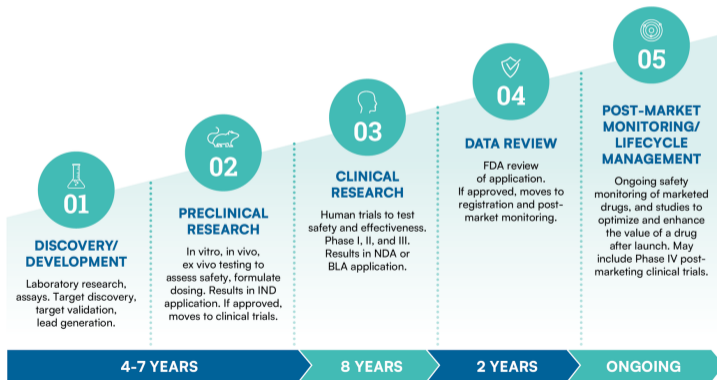 01
DISCOVERY/
DEVELOPMENT
Laboratory research,
assays. Target discovery,
target validation,
lead generation.
02
PRECLINICAL
RESEARCH
In vitro, in vivo,
ex vivo testing to
assess safety, formulate
dosing. Results in IND
application. If approved,
moves to clinical trials.
03
CLINICAL
RESEARCH
Human trials to test
safety and effectiveness.
Phase I, II, and III.
Results in NDA or
BLA application.
04
DATA REVIEW
FDA review
of application.
If approved, moves to
registration and post-
market monitoring.
05
POST-MARKET
MONITORING/
LIFECYCLE
MANAGEMENT
Ongoing safety
monitoring of marketed
drugs, and studies to
optimize and enhance
the value of a drug
after launch. May
include Phase IV post-
marketing clinical trials.
4-7 YEARS
8 YEARS
2 YEARS
ONGOING